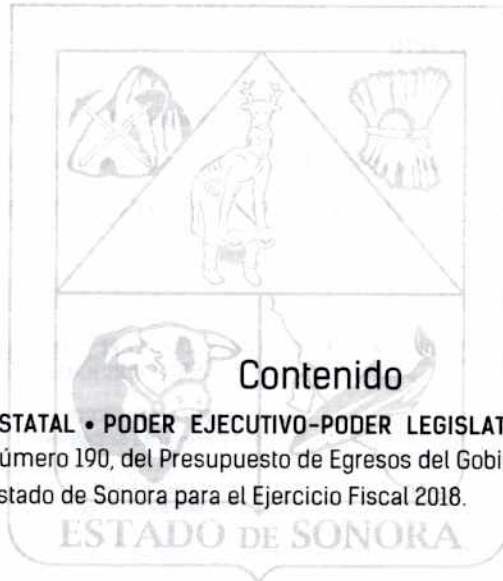 Contenido
STATAL • PODER EJECUTIVO-PODER LEGISLAT
úmero 190, del Presupuesto de Egresos del Gobi
stado de Sonora para el Ejercicio Fiscal 2018.
ESTADO DE SONORA